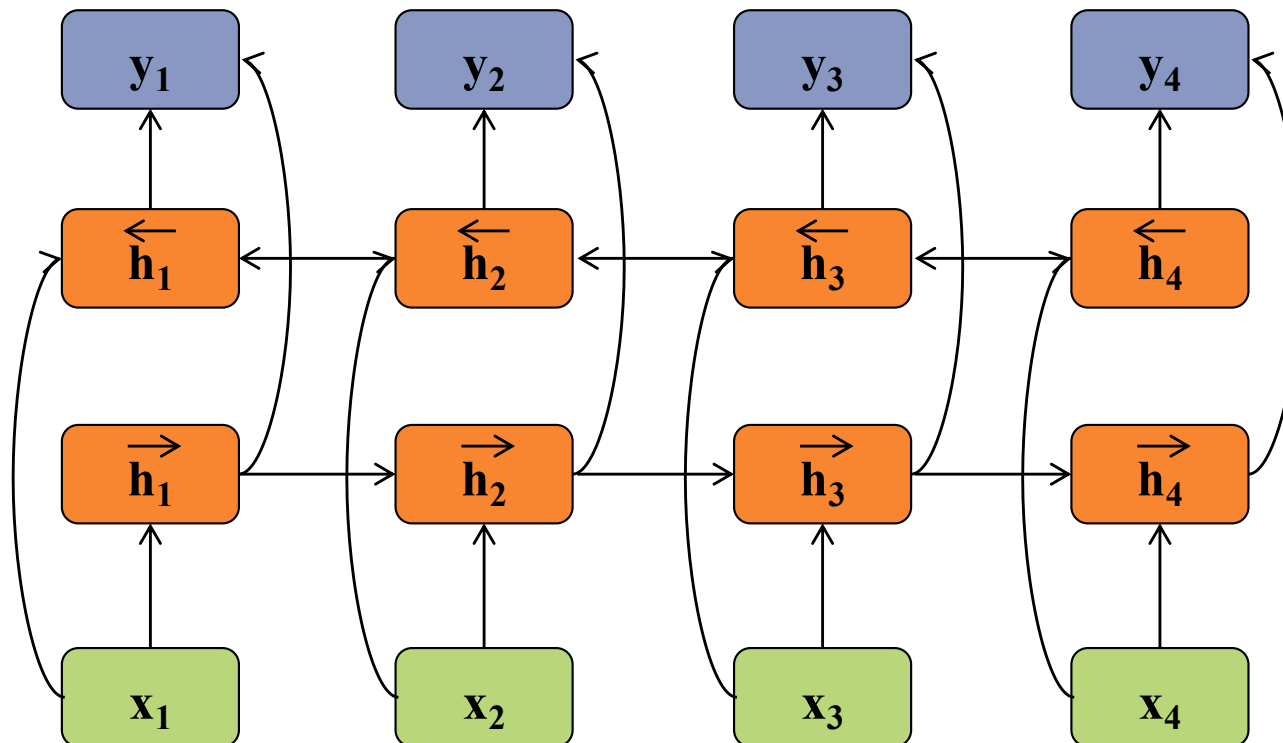 y₁ y₂ y₃ y₄
←h₁ ←h₂ ←h₃ ←h₄
→h₁ →h₂ →h₃ →h₄
x₁ x₂ x₃ x₄